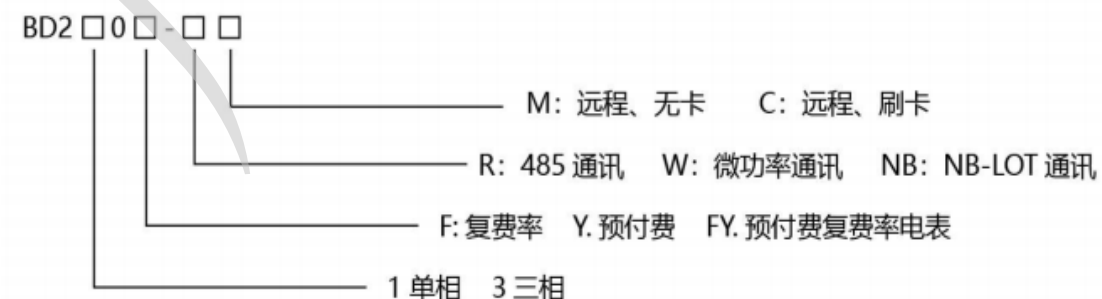 BD2 □ 0 □ - □ □
M：远程、无卡 C：远程、刷卡
R：485 通讯 W：微功率通讯 NB：NB-LOT 通讯
F: 复费率 Y. 预付费 FY. 预付费复费率电表
1 单相 3 三相